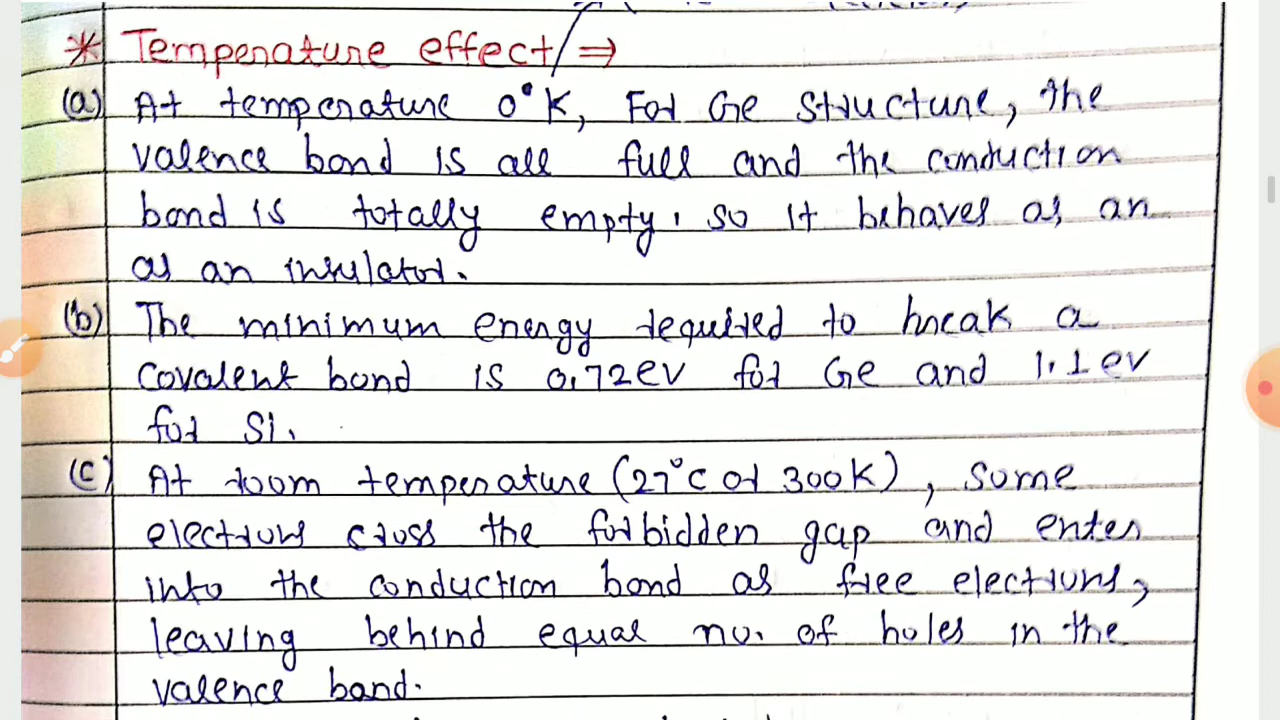 * Temperature effect/⇒
(a) At temperature 0°K, For Ge structure, the
valence bond is all full and the conduction
bond is totally empty. so it behaves as an
as an insulator.
(b) The minimum energy required to break a
covalent bond is 0.72ev for Ge and 1.1ev
for Si.
(c) At room temperature (27°c or 300k), some
electrons cross the forbidden gap and enter
into the conduction bond as free electrons,
leaving behind equal no. of holes in the
valence band.